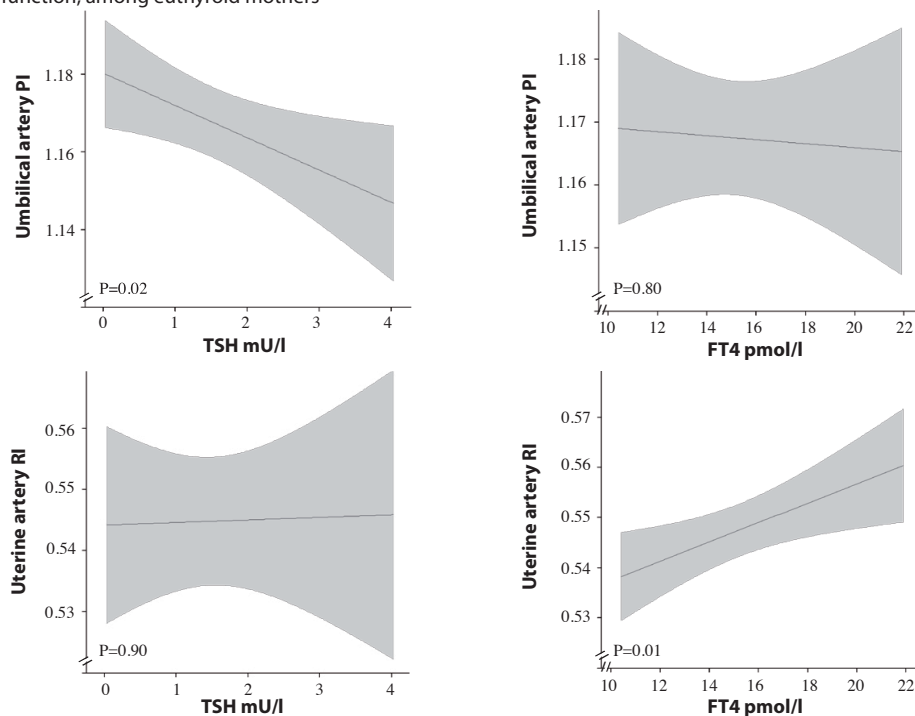 function, among euthyroid mothers
Umbilical artery PI
1.18
1.16
1.14
P=0.02
0 1 2 3 4
TSH mU/l
Umbilical artery PI
1.18
1.17
1.16
1.15
P=0.80
10 12 14 16 18 20 22
FT4 pmol/l
Uterine artery RI
0.56
0.55
0.54
0.53
P=0.90
0 1 2 3 4
TSH mU/l
Uterine artery RI
0.57
0.56
0.55
0.54
0.53
P=0.01
10 12 14 16 18 20 22
FT4 pmol/l